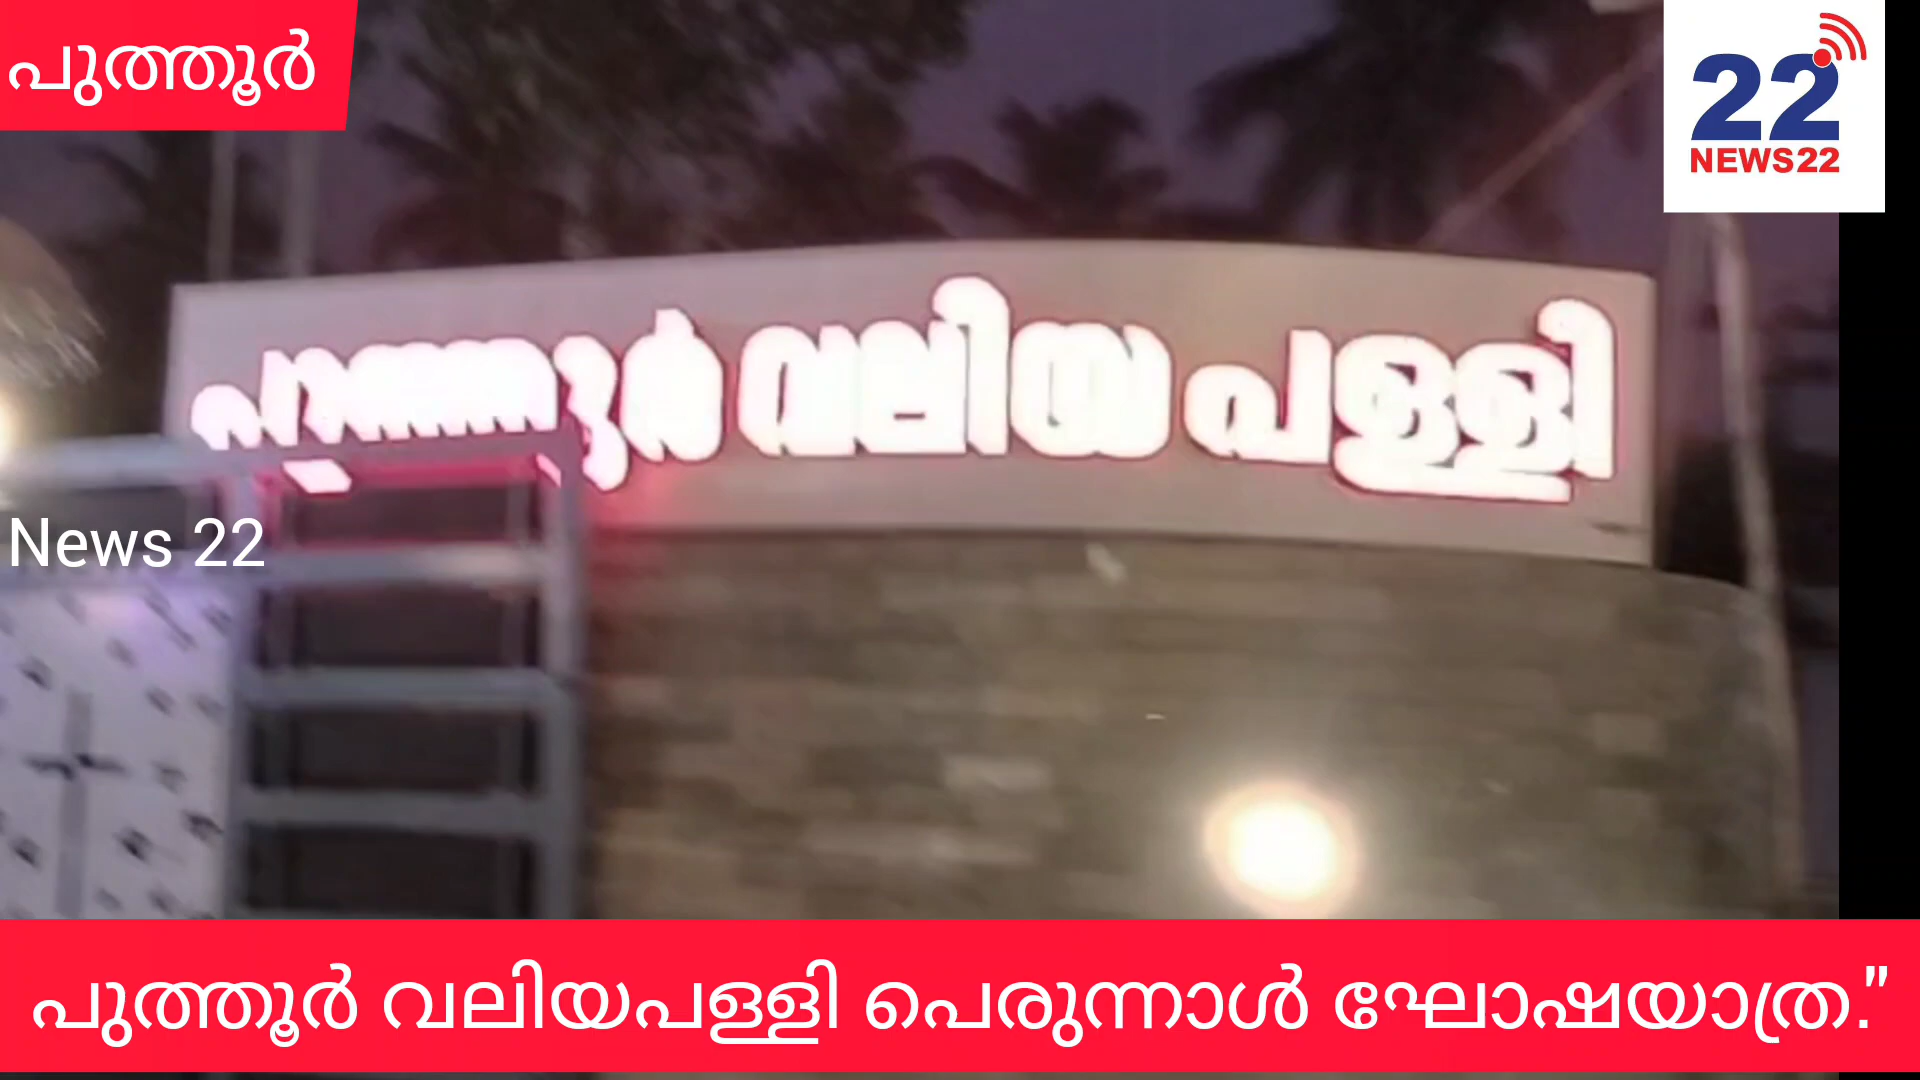 പുത്തൂർ
22
NEWS22
പുത്തൂർ വലിയ പള്ളി
News 22
പുത്തൂർ വലിയപള്ളി പെരുന്നാൾ ഘോഷയാത്ര."